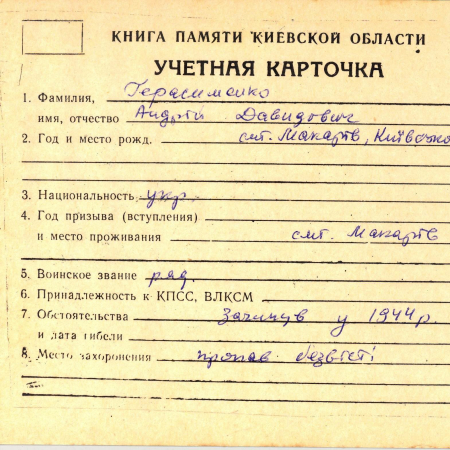 КНИГА ПАМЯТИ КИЕВСКОЙ ОБЛАСТИ
УЧЕТНАЯ КАРТОЧКА
1. Фамилия, Герасименко
имя, отчество Андрій Давидович
2. Год и место рожд. смт. Макарів,
3. Национальность укр.
4. Год призыва (вступления)
и место проживания смт. Макарів
5. Воинское звание ряд.
6. Принадлежность к КПСС, ВЛКСМ
7. Обстоятельства Загинув у 1944 р.
и дата гибели
8. Место захоронения пропав безвісті